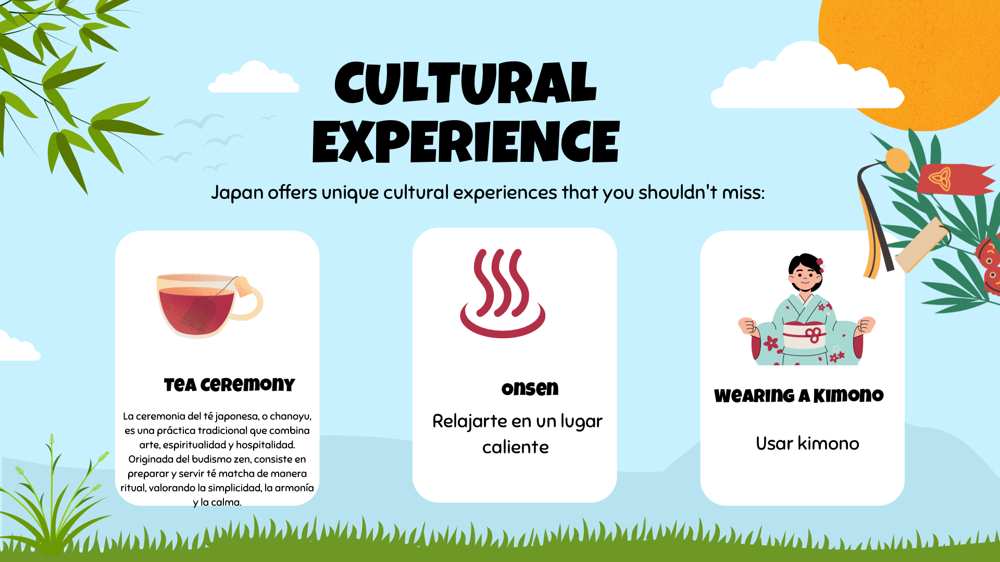 CULTURAL
EXPERIENCE
Japan offers unique cultural experiences that you shouldn't miss:
Tea Ceremony
La ceremonia del té japonesa, o chanoyu,
es una práctica tradicional que combina
arte, espiritualidad y hospitalidad.
Originada del budismo zen, consiste en
preparar y servir té matcha de manera
ritual, valorando la simplicidad, la armonía
y la calma.
Onsen
Relajarte en un lugar
caliente
Wearing a Kimono
Usar kimono